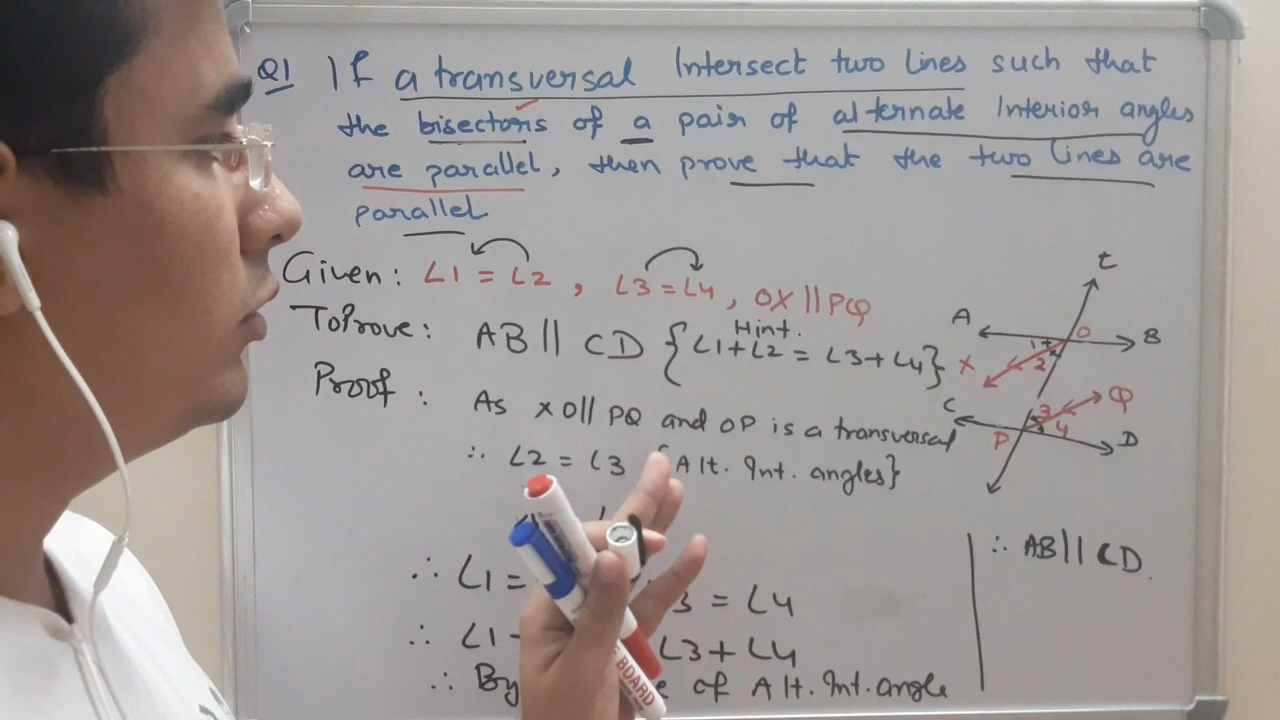 Q1 If a transversal Intersect two lines such that
the bisectors of a pair of alternate Interior angles
are parallel, then prove that the two lines are
parallel
Given: ∠1 = ∠2, ∠3 = ∠4, OX || PQ
To Prove: AB || CD { Hint. ∠1+∠2 = ∠3+∠4 }
Proof: As XO || PQ and OP is a transversal
∴ ∠2 = ∠3 {Alt. Int. angles}
∴ ∠1 = 3 = ∠4
∴ ∠1 ∠3 + ∠4
∴ By of Alt. Int. angle
∴ AB || CD.
t
A
O
B
1
2
X
C
3
Q
P
4
D
BOARD